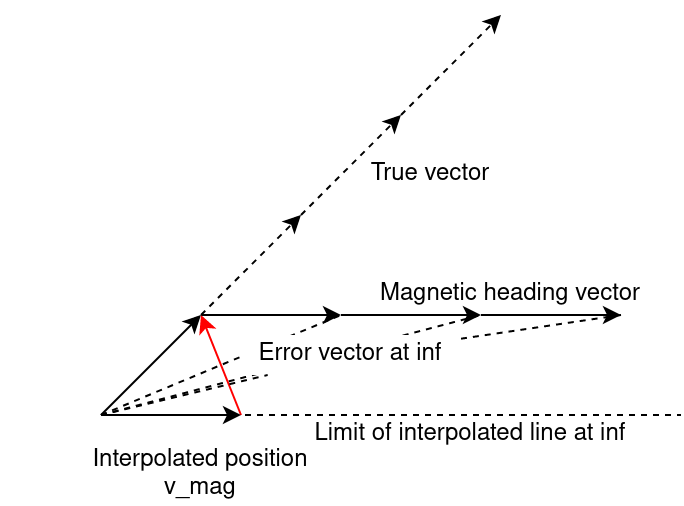 True vector
Magnetic heading vector
Error vector at inf
Limit of interpolated line at inf
Interpolated position
v_mag